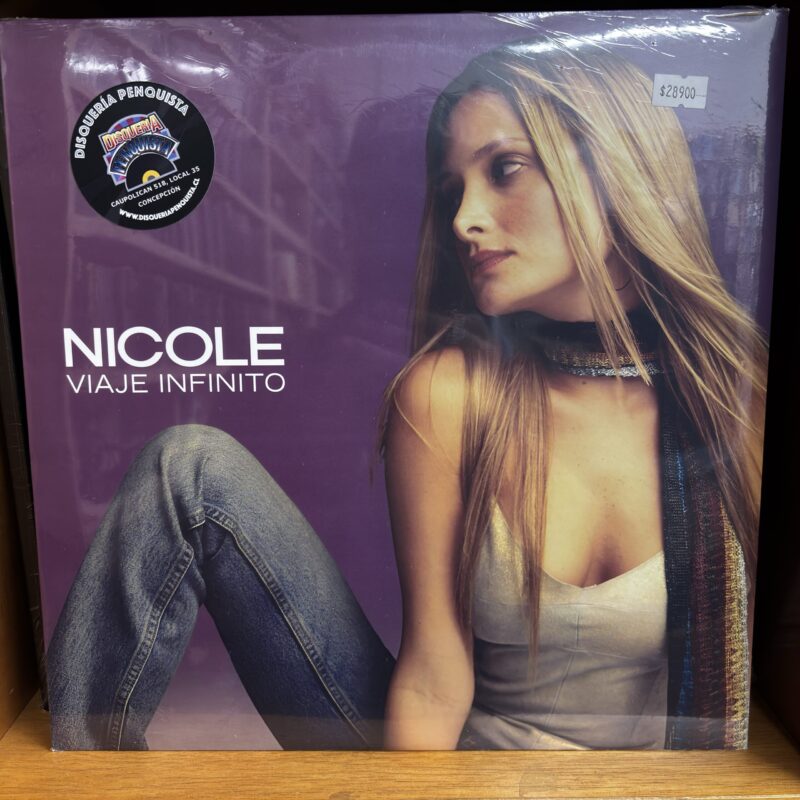 DISQUERÍA PENQUISTA
DISQUERIA
PENQUISTA
CAUPOLICAN 518, LOCAL 35
CONCEPCIÓN
WWW.DISQUERIAPENQUISTA.CL
$28900
NICOLE
VIAJE INFINITO